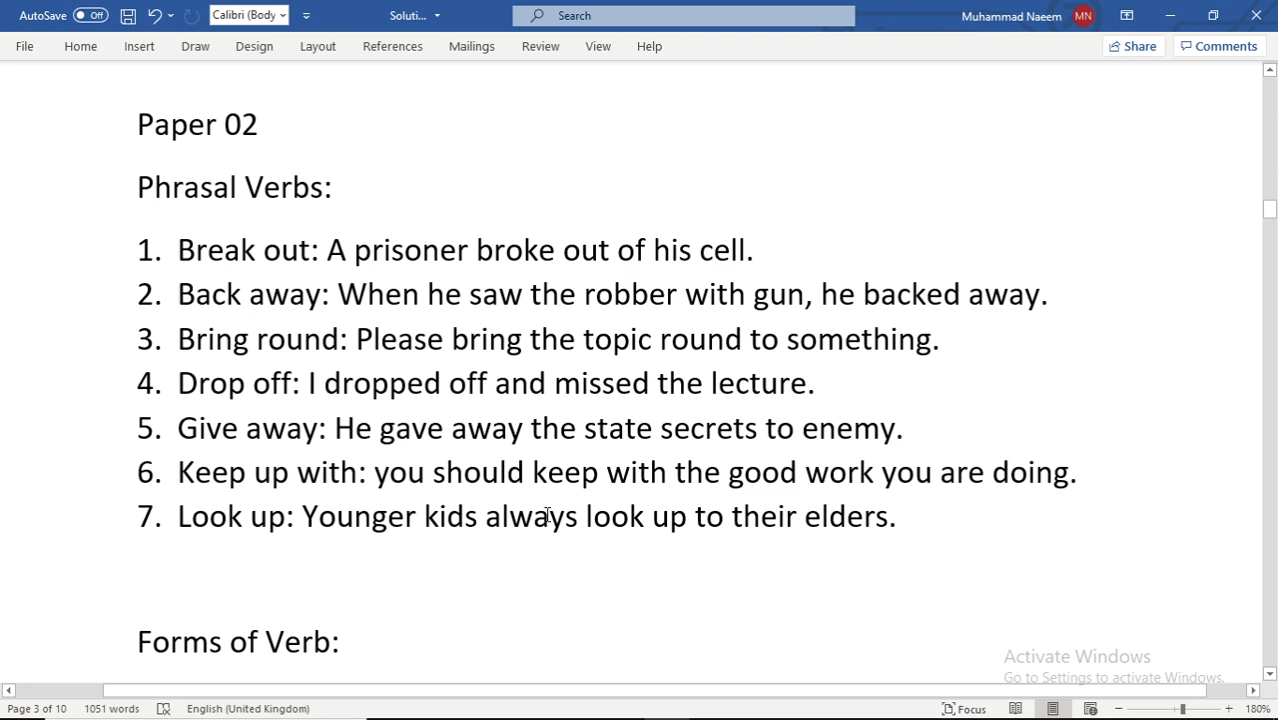 AutoSave Off Calibri (Body Soluti... Search Muhammad Naeem MN
File Home Insert Draw Design Layout References Mailings Review View Help Share Comments
Paper 02
Phrasal Verbs:
1. Break out: A prisoner broke out of his cell.
2. Back away: When he saw the robber with gun, he backed away.
3. Bring round: Please bring the topic round to something.
4. Drop off: I dropped off and missed the lecture.
5. Give away: He gave away the state secrets to enemy.
6. Keep up with: you should keep with the good work you are doing.
7. Look up: Younger kids always look up to their elders.
Forms of Verb:
Activate Windows
Go to Settings to activate Windows.
Page 3 of 10 1051 words English (United Kingdom) Focus 180%